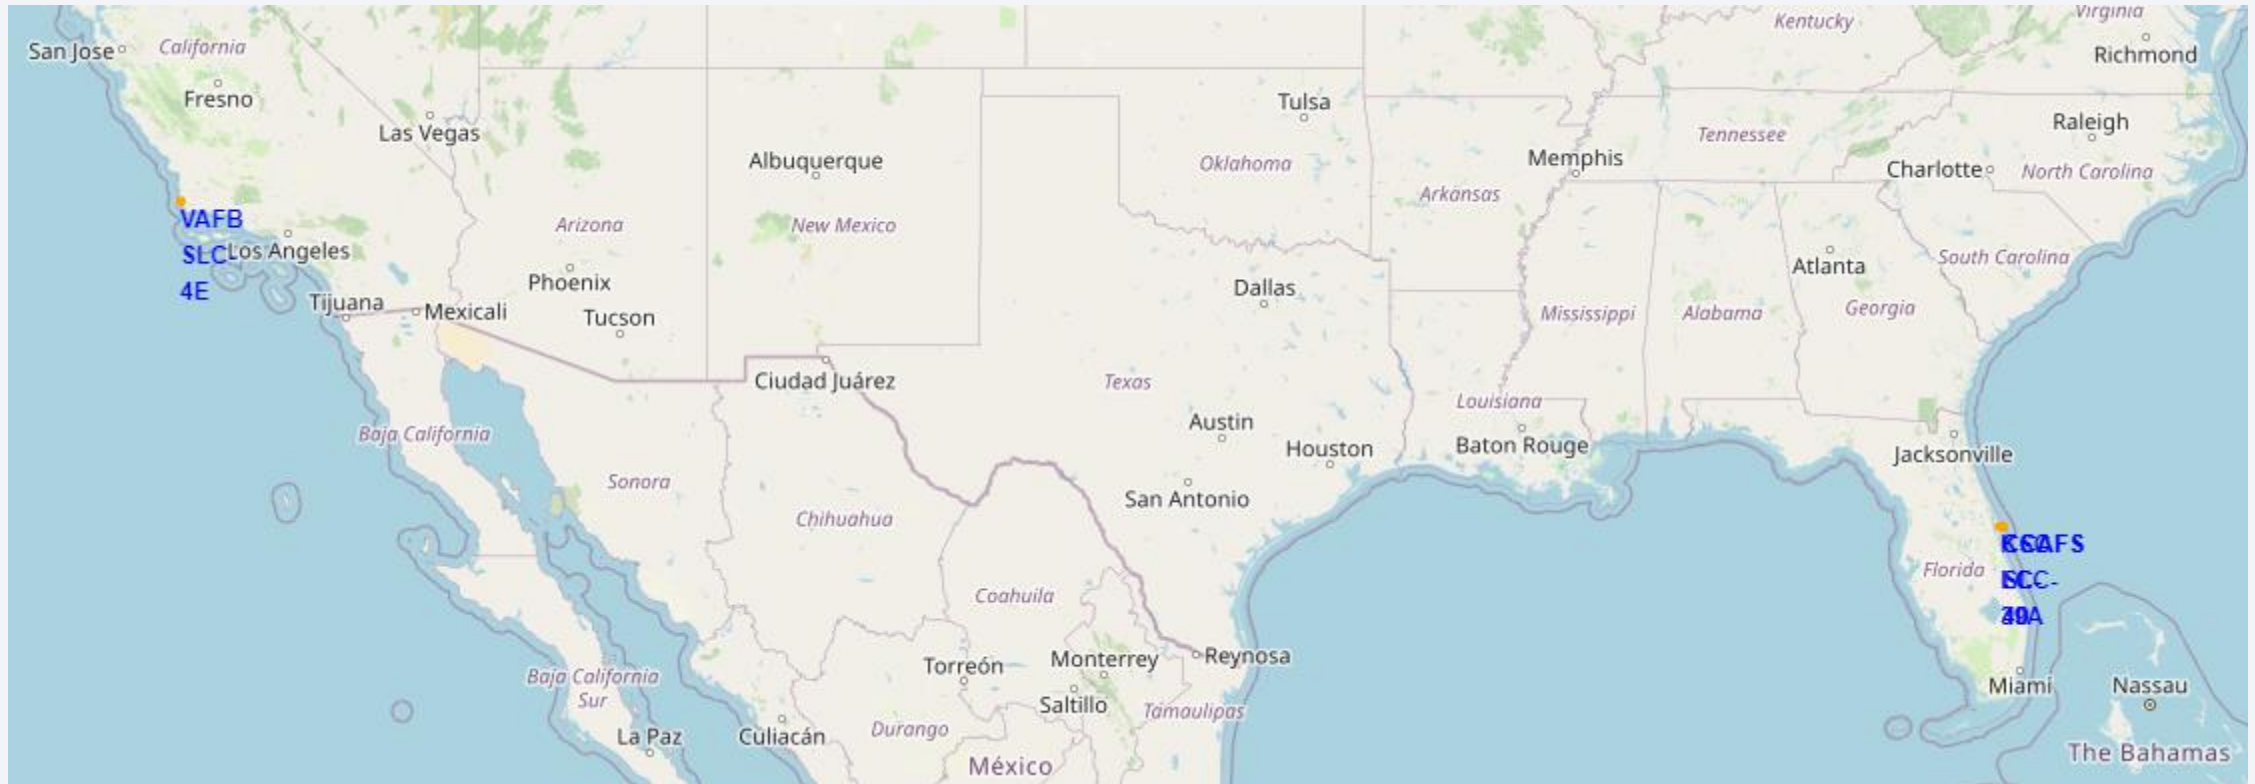 Kentucky
Virginia
San Jose
California
Richmond
Fresno
Tulsa
Las Vegas
Raleigh
Tennessee
Albuquerque
Oklahoma
Memphis
Charlotte
North Carolina
Arkansas
VAFB
SLC-
4E
Arizona
New Mexico
Los Angeles
South Carolina
Atlanta
Phoenix
Dallas
Tijuana
Mexicali
Tucson
Mississippi
Alabama
Georgia
Ciudad Juárez
Texas
Louisiana
Austin
Baja California
Houston
Baton Rouge
Jacksonville
Sonora
San Antonio
Chihuahua
Florida
Coahuila
Torreón
Monterrey
Reynosa
Baja California
Sur
Saltillo
Tamaulipas
Miami
Nassau
La Paz
Culiacán
Durango
México
The Bahamas